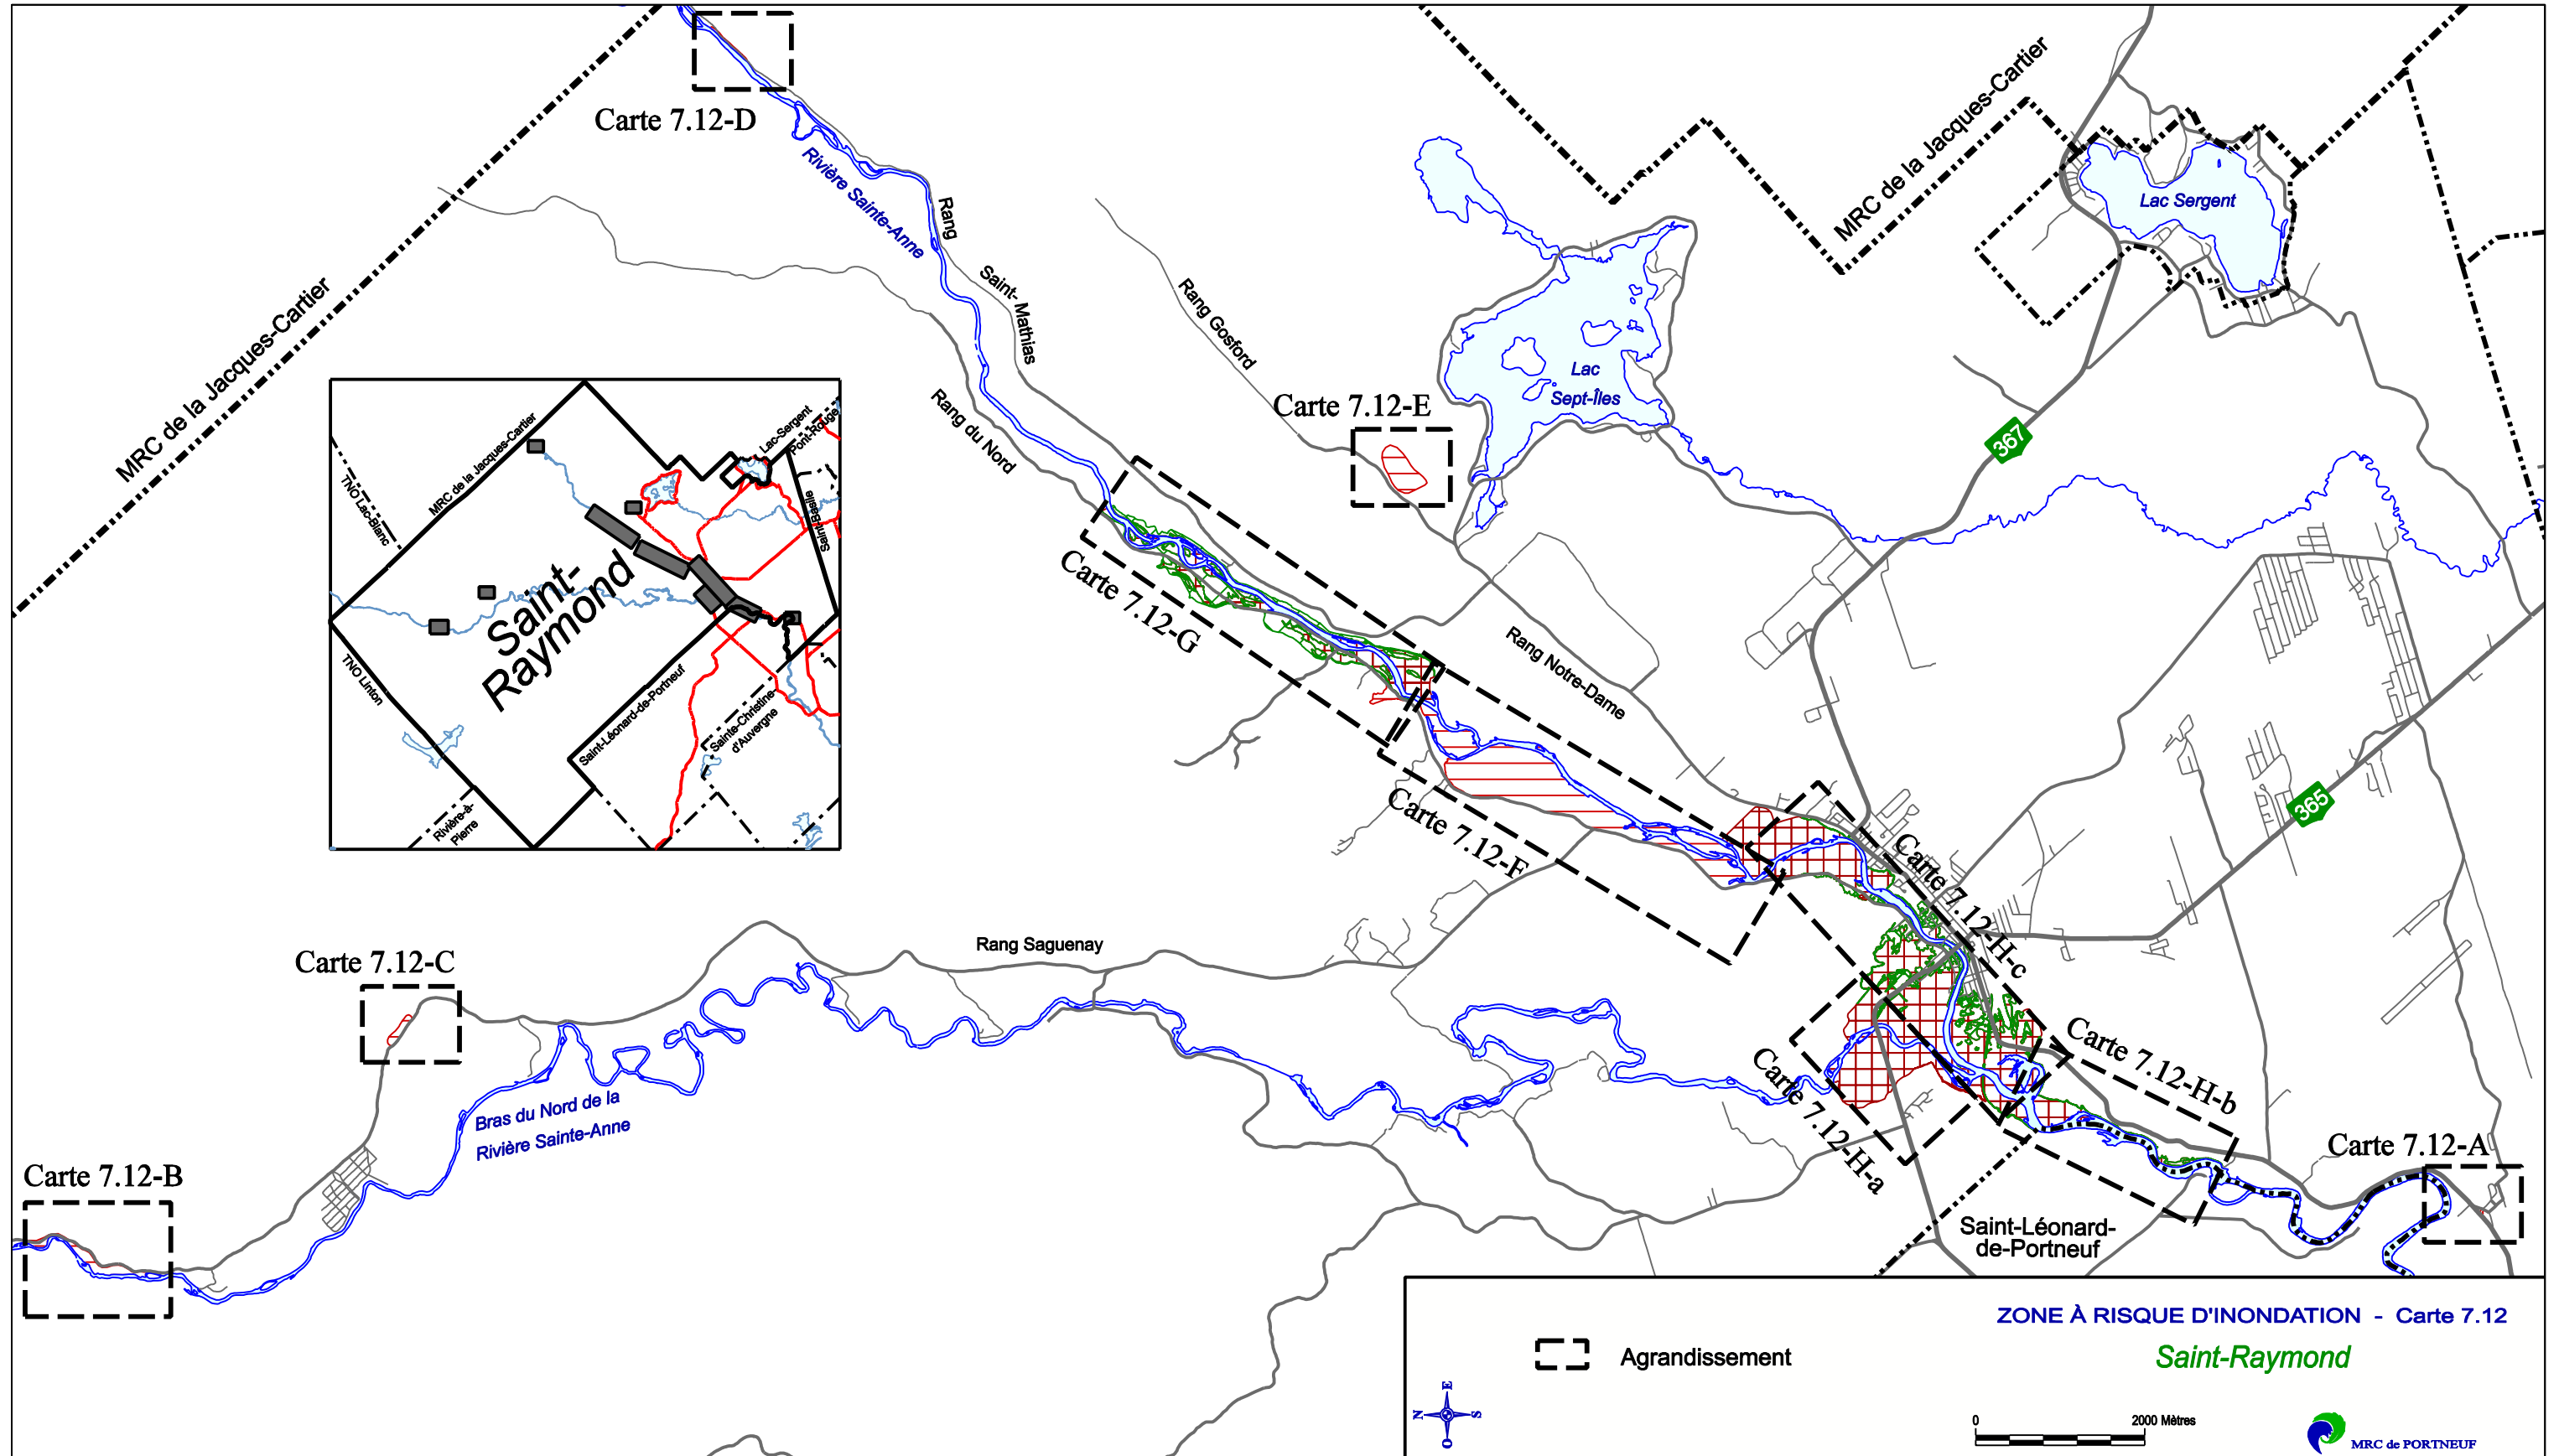 Carte 7.12-D
Rivière Sainte-Anne
MRC de la Jacques-Cartier
MRC de la Jacques-Cartier
Lac Sergent
Rang
Saint-Mathias
Rang Gosford
Rang du Nord
Lac
Sept-Îles
Carte 7.12-E
367
365
MRC de la Jacques-Cartier
Lac-Sergent
Pont-Rouge
TNO Lac-Blanc
Saint-Basile
Saint-
Raymond
TNO Linton
Saint-Léonard-de-Portneuf
Sainte-Christine-
d'Auvergne
Rivière-à-
Pierre
Carte 7.12-G
Rang Notre-Dame
Carte 7.12-F
Carte 7.12-H-c
Rang Saguenay
Carte 7.12-C
Bras du Nord de la
Rivière Sainte-Anne
Carte 7.12-B
Carte 7.12-H-a
Carte 7.12-H-b
Carte 7.12-A
Saint-Léonard-
de-Portneuf
ZONE À RISQUE D'INONDATION - Carte 7.12
Saint-Raymond
Agrandissement
E
N
S
O
0 2000 Mètres
MRC de PORTNEUF